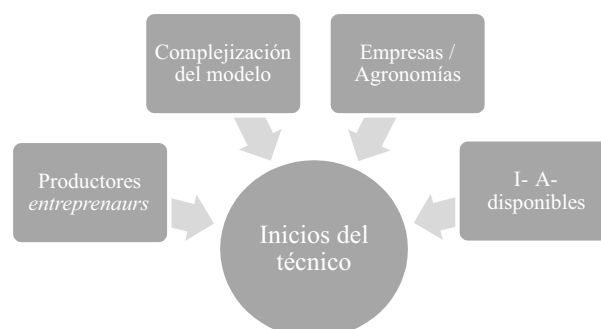 Complejización
del modelo
Empresas /
Agronomías
Productores
entreprenaurs
I- A-
disponibles
Inicios del
técnico